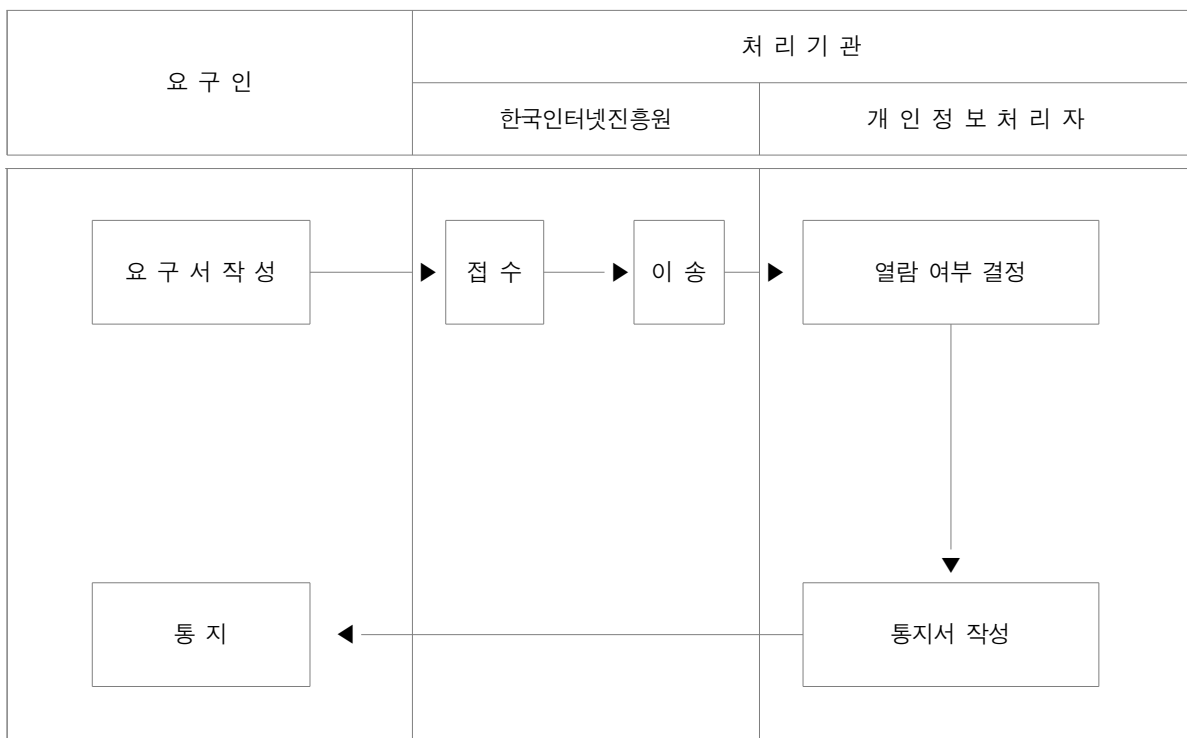 요 구 인
처 리 기 관
한국인터넷진흥원
개 인 정 보 처 리 자
요 구 서 작 성
접 수
이 송
열람 여부 결정
통 지
통지서 작성